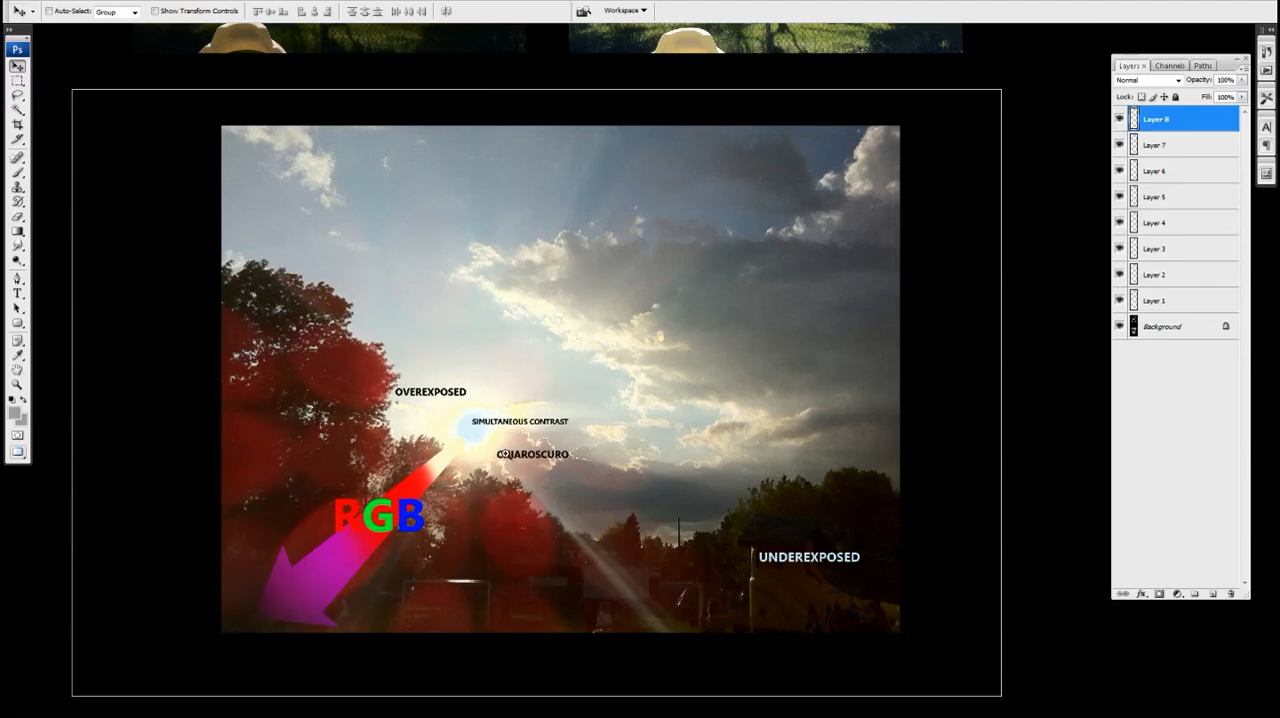 Auto-Select: Group Show Transform Controls Workspace
Ps
Layers Channels Paths
Normal Opacity: 100%
Lock: Fill: 100%
Layer 8
Layer 7
Layer 6
Layer 5
Layer 4
Layer 3
Layer 2
Layer 1
Background
OVEREXPOSED
SIMULTANEOUS CONTRAST
CHIAROSCURO
RGB
UNDEREXPOSED